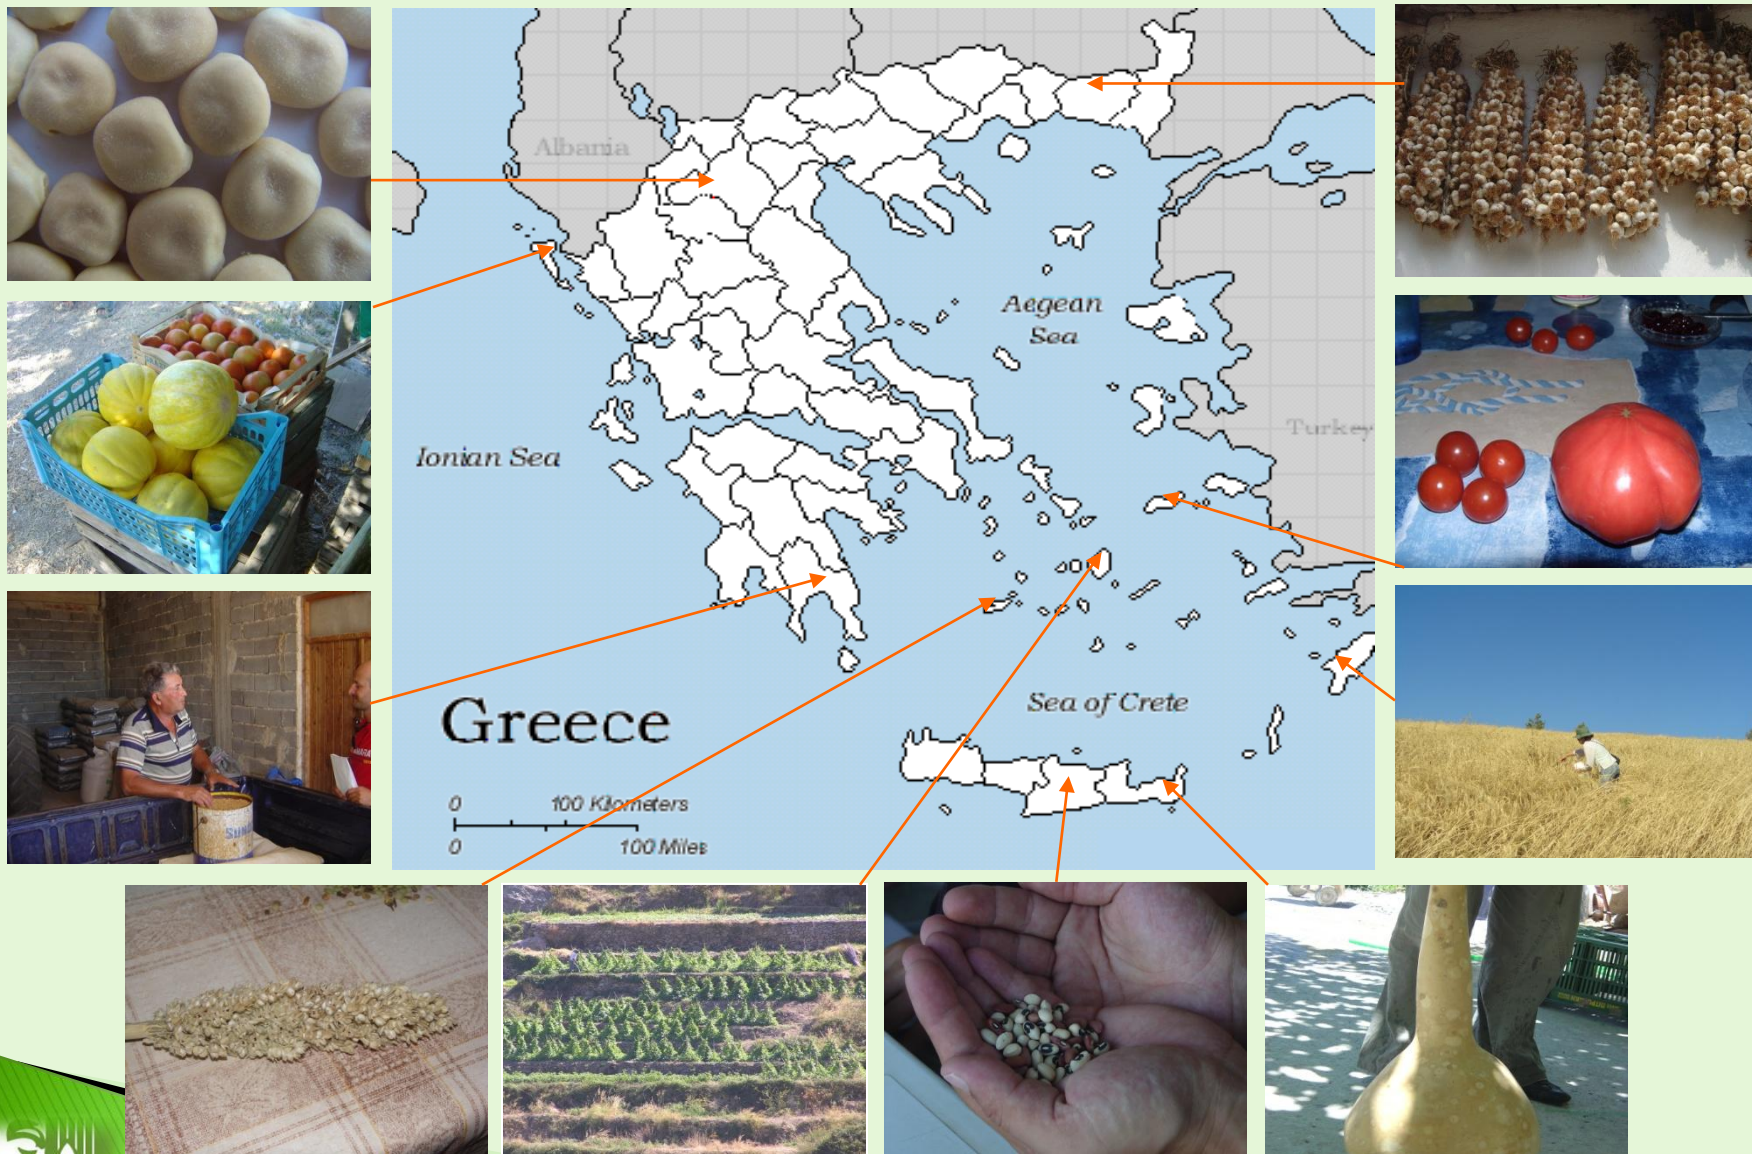 Albania
Aegean
Sea
Ionian Sea
Turkey
Sea of Crete
Greece
0 100 Kilometers
0 100 Miles